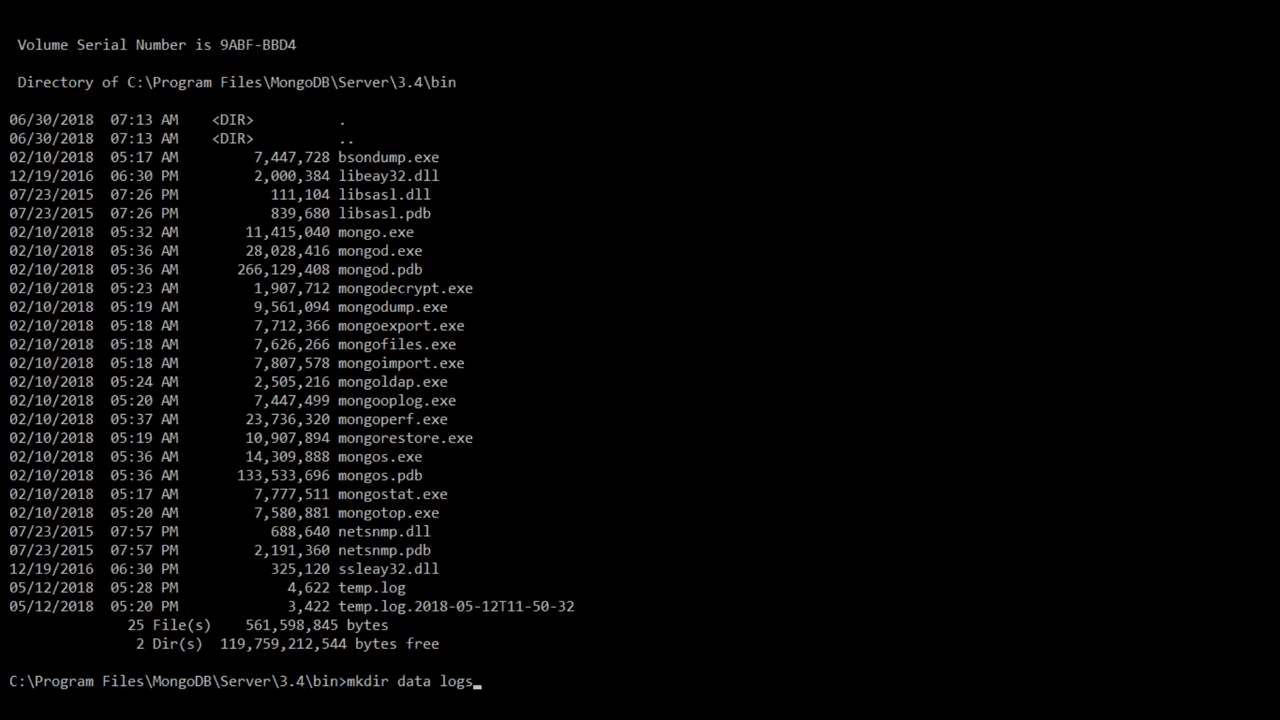 Volume Serial Number is 9ABF-BBD4
Directory of C:\Program Files\MongoDB\Server\3.4\bin
06/30/2018  07:13 AM    <DIR>          .
06/30/2018  07:13 AM    <DIR>          ..
02/10/2018  05:17 AM         7,447,728 bsondump.exe
12/19/2016  06:30 PM         2,000,384 libeay32.dll
07/23/2015  07:26 PM           111,104 libsasl.dll
07/23/2015  07:26 PM           839,680 libsasl.pdb
02/10/2018  05:32 AM        11,415,040 mongo.exe
02/10/2018  05:36 AM        28,028,416 mongod.exe
02/10/2018  05:36 AM       266,129,408 mongod.pdb
02/10/2018  05:23 AM         1,907,712 mongodecrypt.exe
02/10/2018  05:19 AM         9,561,094 mongodump.exe
02/10/2018  05:18 AM         7,712,366 mongoexport.exe
02/10/2018  05:18 AM         7,626,266 mongofiles.exe
02/10/2018  05:18 AM         7,807,578 mongoimport.exe
02/10/2018  05:24 AM         2,505,216 mongoldap.exe
02/10/2018  05:20 AM         7,447,499 mongooplog.exe
02/10/2018  05:37 AM        23,736,320 mongoperf.exe
02/10/2018  05:19 AM        10,907,894 mongorestore.exe
02/10/2018  05:36 AM        14,309,888 mongos.exe
02/10/2018  05:36 AM       133,533,696 mongos.pdb
02/10/2018  05:17 AM         7,777,511 mongostat.exe
02/10/2018  05:20 AM         7,580,881 mongotop.exe
07/23/2015  07:57 PM           688,640 netsnmp.dll
07/23/2015  07:57 PM         2,191,360 netsnmp.pdb
12/19/2016  06:30 PM           325,120 ssleay32.dll
05/12/2018  05:28 PM             4,622 temp.log
05/12/2018  05:20 PM             3,422 temp.log.2018-05-12T11-50-32
25 File(s)    561,598,845 bytes
2 Dir(s)  119,759,212,544 bytes free
C:\Program Files\MongoDB\Server\3.4\bin>mkdir data logs_